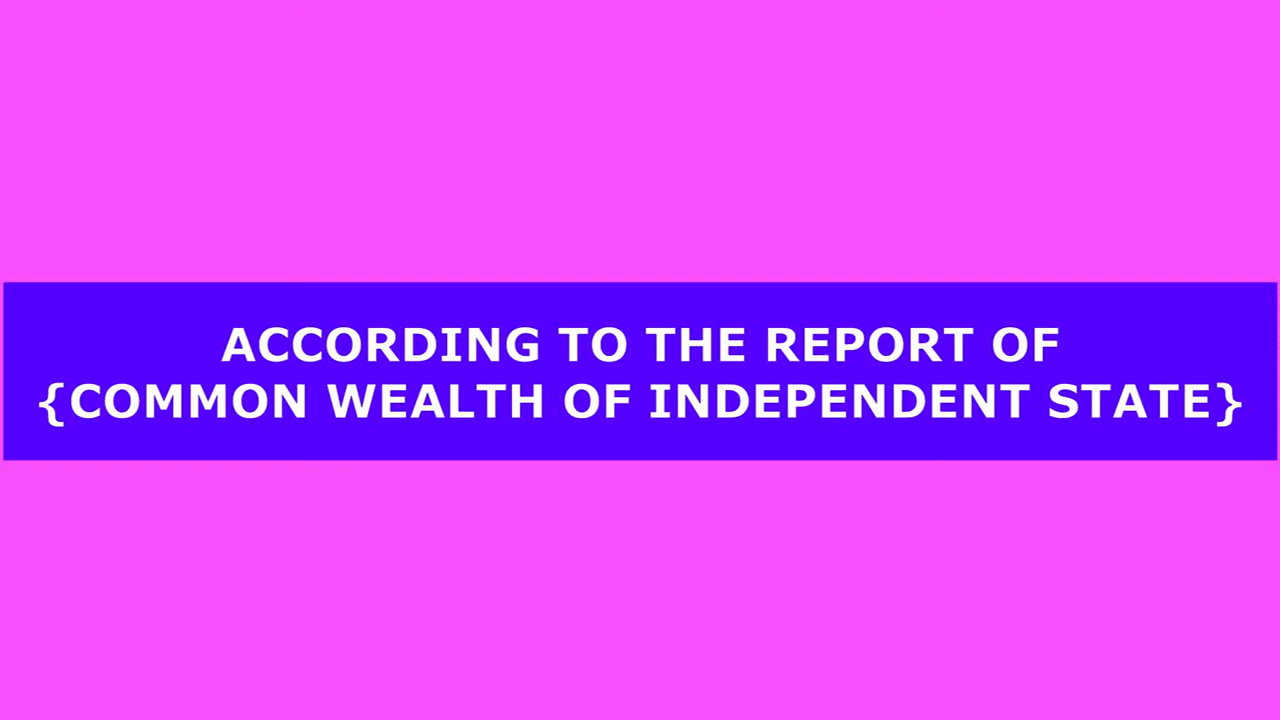 ACCORDING TO THE REPORT OF
{COMMON WEALTH OF INDEPENDENT STATE}